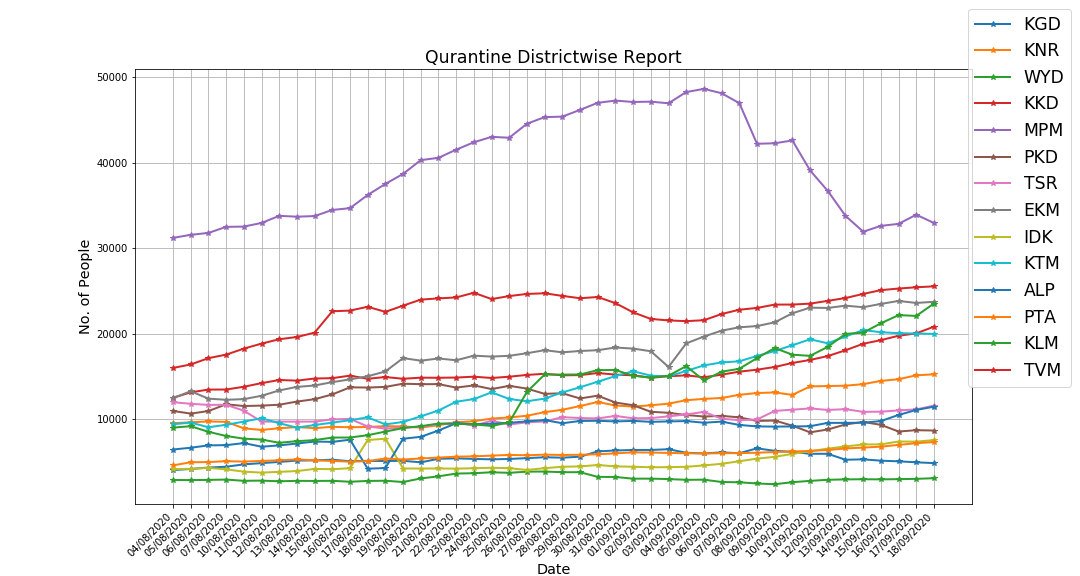 Qurantine Districtwise Report
No. of People
50000
40000
30000
20000
10000
04/08/2020
05/08/2020
06/08/2020
07/08/2020
10/08/2020
11/08/2020
12/08/2020
13/08/2020
14/08/2020
15/08/2020
16/08/2020
17/08/2020
18/08/2020
19/08/2020
20/08/2020
21/08/2020
22/08/2020
23/08/2020
24/08/2020
25/08/2020
26/08/2020
27/08/2020
28/08/2020
29/08/2020
30/08/2020
31/08/2020
01/09/2020
02/09/2020
03/09/2020
04/09/2020
05/09/2020
06/09/2020
07/09/2020
08/09/2020
09/09/2020
10/09/2020
11/09/2020
12/09/2020
13/09/2020
14/09/2020
15/09/2020
16/09/2020
17/09/2020
18/09/2020
Date
KGD
KNR
WYD
KKD
MPM
PKD
TSR
EKM
IDK
KTM
ALP
PTA
KLM
TVM